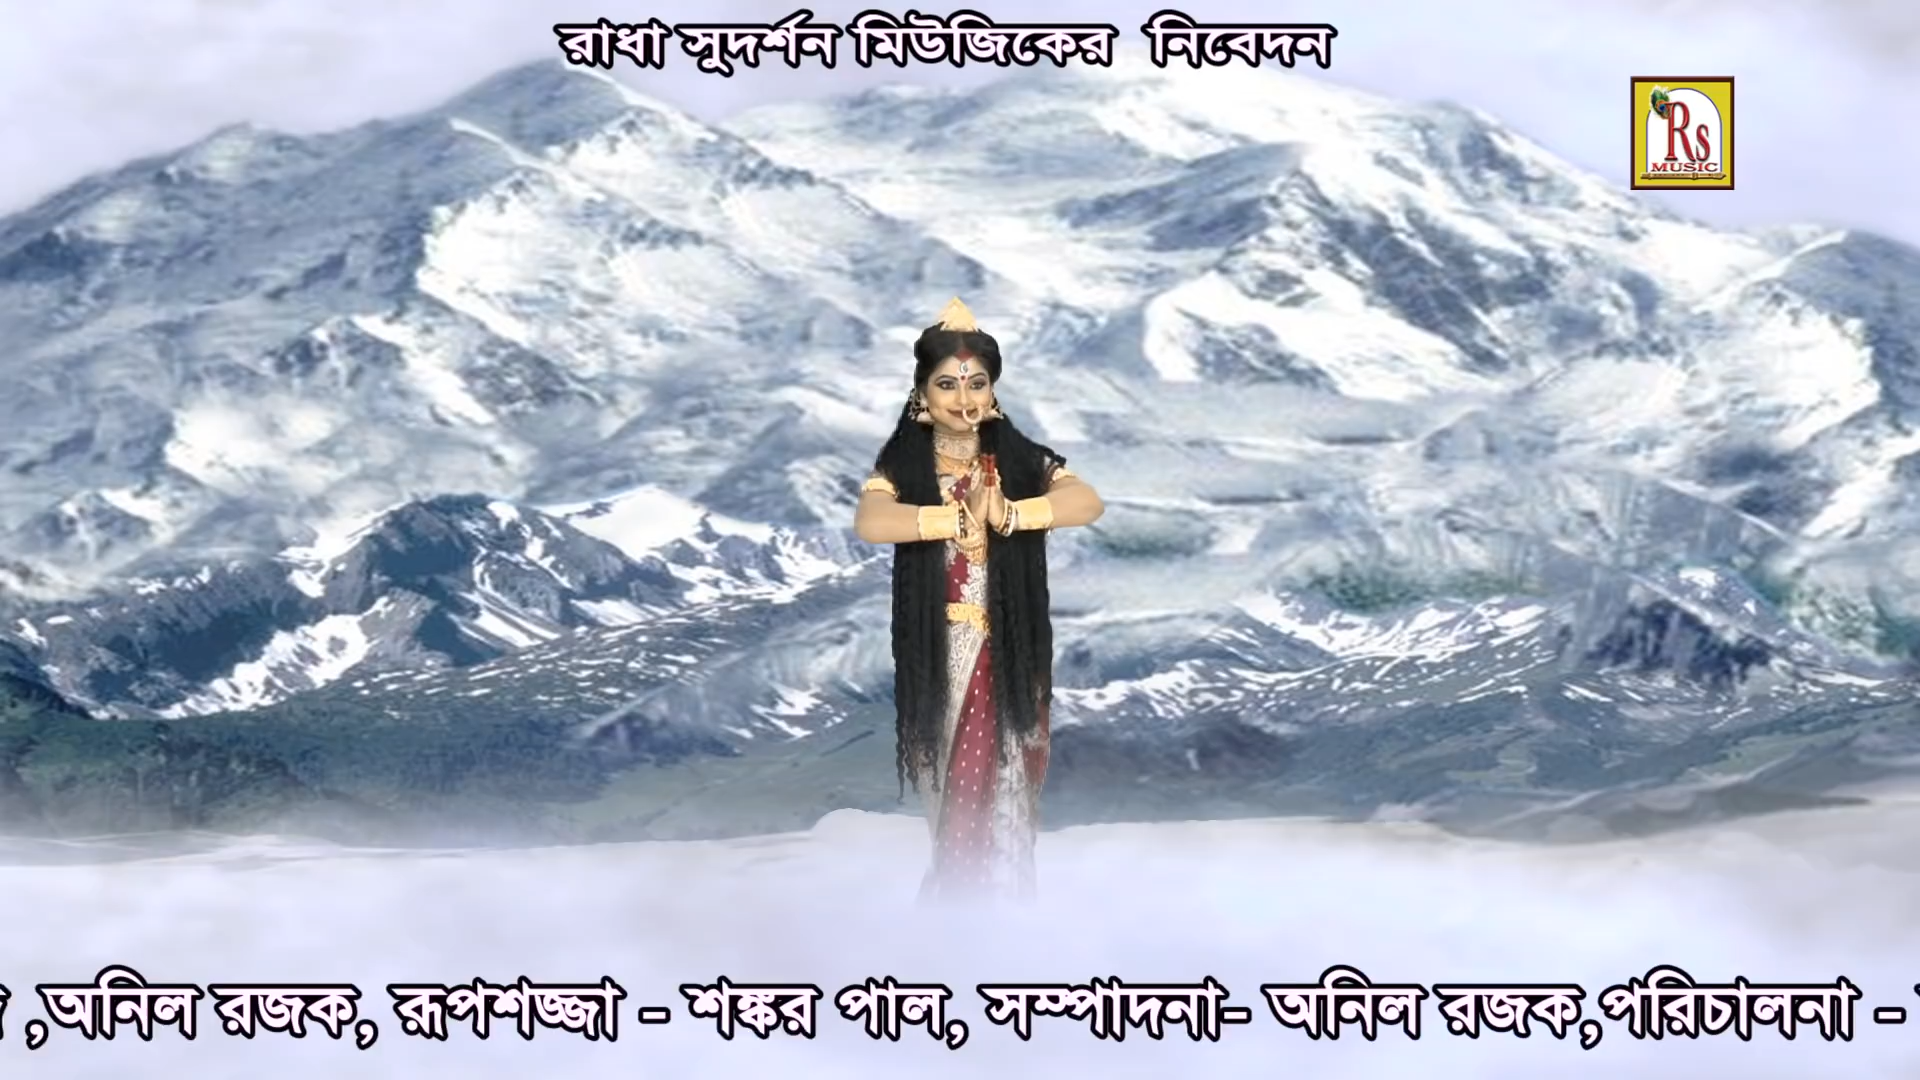 রাধা সুদর্শন মিউজিকের নিবেদন
Rs
MUSIC
,অনিল রজক, রূপশজ্জা - শঙ্কর পাল, সম্পাদনা- অনিল রজক,পরিচালনা -